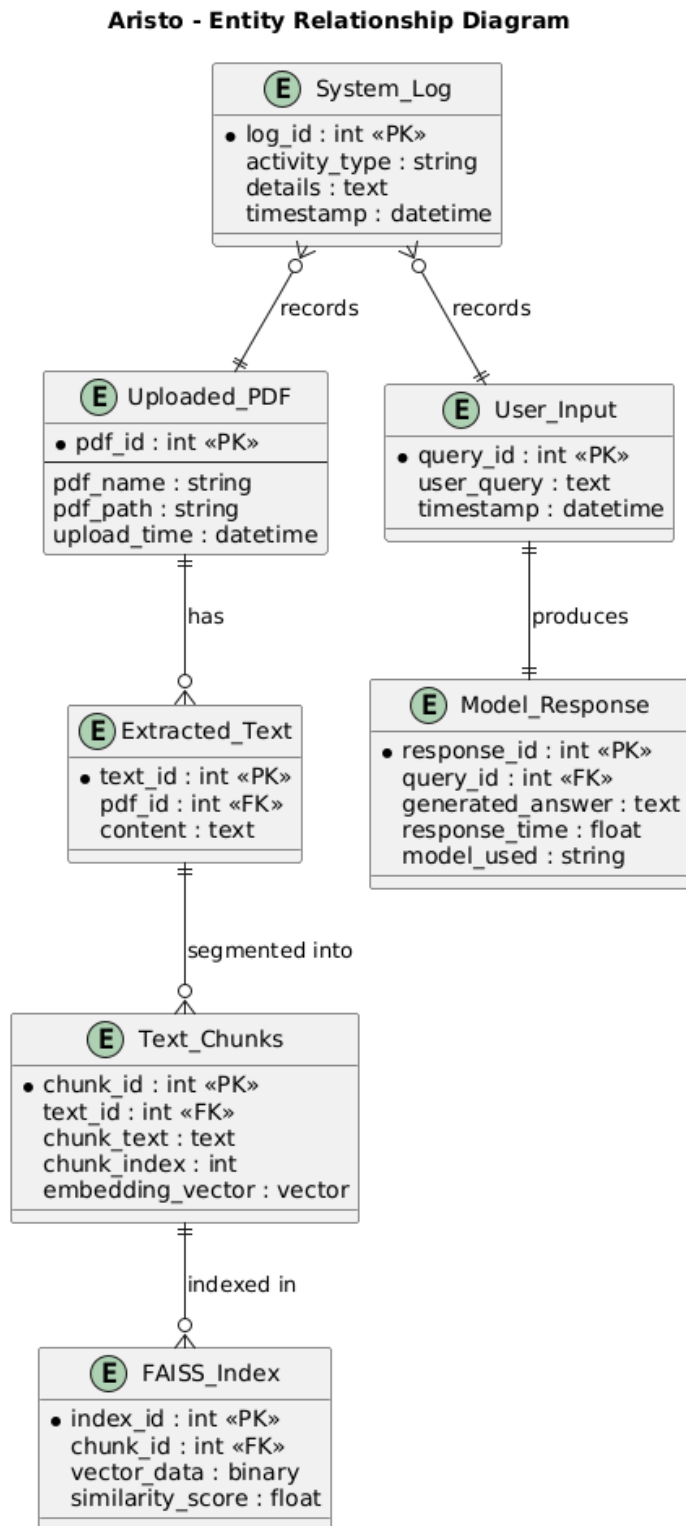 Aristo - Entity Relationship Diagram
E System_Log
log_id : int «PK»
activity_type : string
details : text
timestamp : datetime
records
records
E Uploaded_PDF
pdf_id : int «PK»
pdf_name : string
pdf_path : string
upload_time : datetime
E User_Input
query_id : int «PK»
user_query : text
timestamp : datetime
has
produces
E Extracted_Text
text_id : int «PK»
pdf_id : int «FK»
content : text
E Model_Response
response_id : int «PK»
query_id : int «FK»
generated_answer : text
response_time : float
model_used : string
segmented into
E Text_Chunks
chunk_id : int «PK»
text_id : int «FK»
chunk_text : text
chunk_index : int
embedding_vector : vector
indexed in
E FAISS_Index
index_id : int «PK»
chunk_id : int «FK»
vector_data : binary
similarity_score : float